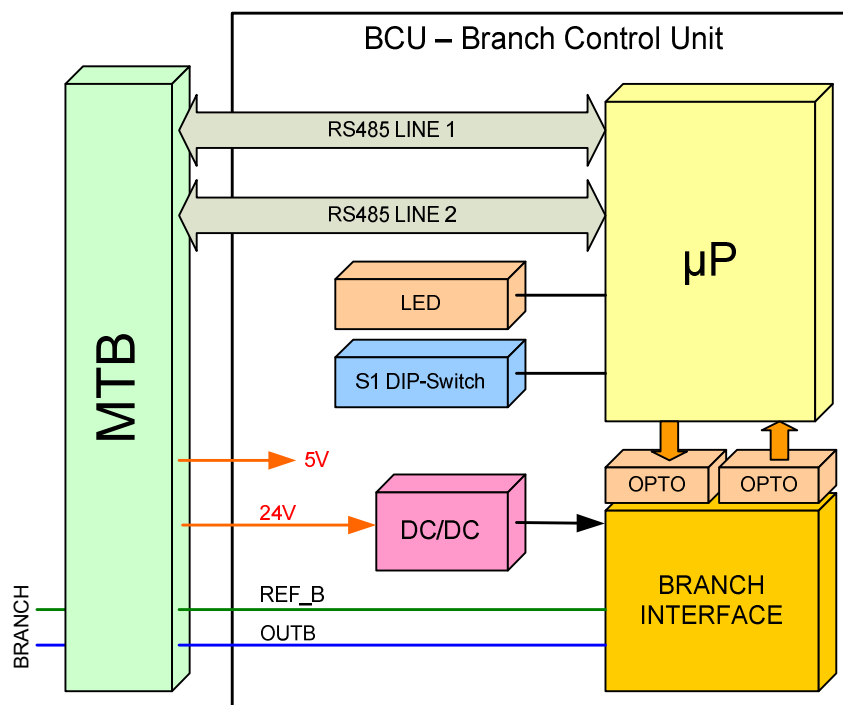 BCU – Branch Control Unit
RS485 LINE 1
RS485 LINE 2
µP
LED
S1 DIP-Switch
MTB
5V
OPTO
OPTO
24V
DC/DC
BRANCH
INTERFACE
REF_B
OUTB
BRANCH